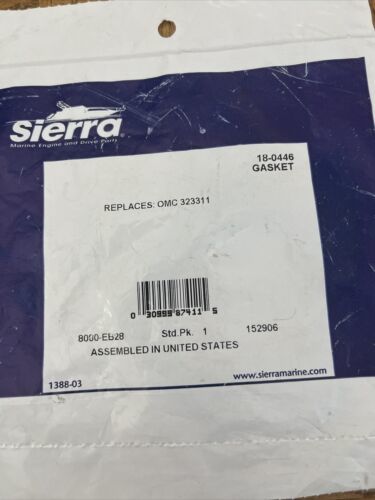 Sierra
Marine Engine and Drive Parts
18-0446
GASKET
REPLACES: OMC 323311
0 30999 87411 5
8000-EB28 Std.Pk. 1 152906
ASSEMBLED IN UNITED STATES
1388-03
www.sierramarine.com